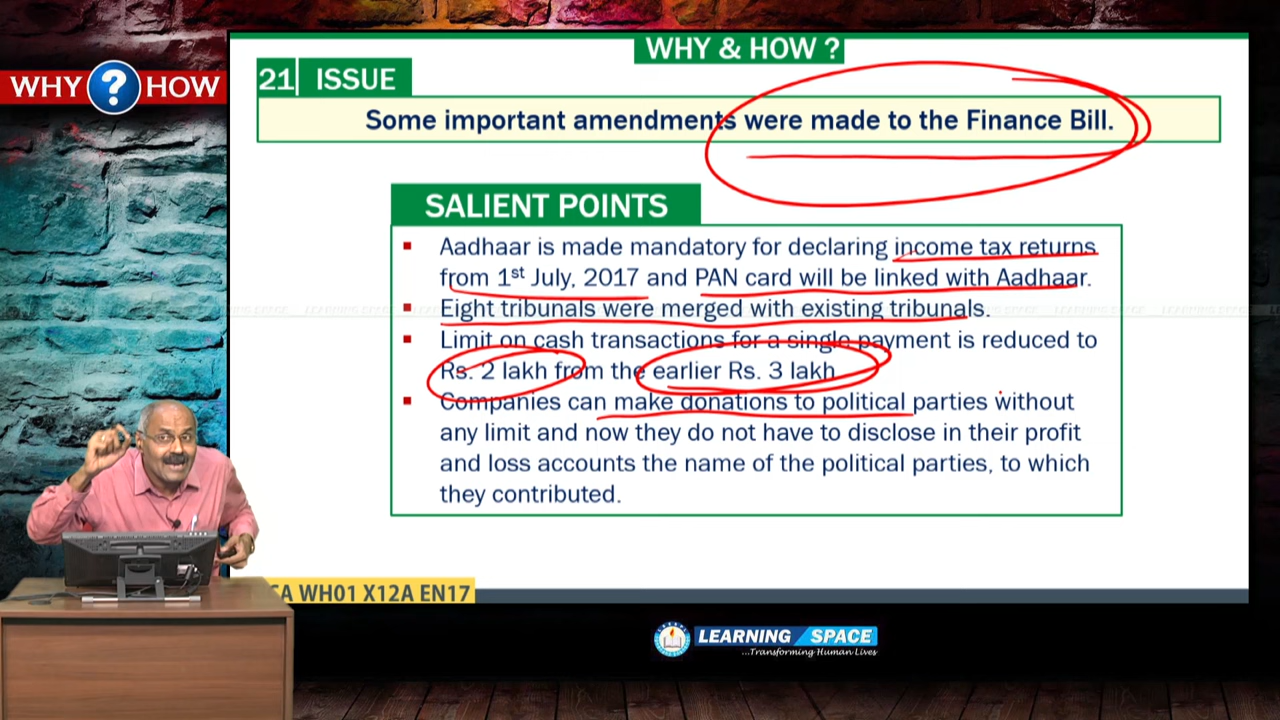 WHY ? HOW
WHY & HOW ?
21 ISSUE
Some important amendments were made to the Finance Bill.
SALIENT POINTS
Aadhaar is made mandatory for declaring income tax returns
from 1st July, 2017 and PAN card will be linked with Aadhaar.
Eight tribunals were merged with existing tribunals.
Limit on cash transactions for a single payment is reduced to
Rs. 2 lakh from the earlier Rs. 3 lakh
Companies can make donations to political parties without
any limit and now they do not have to disclose in their profit
and loss accounts the name of the political parties, to which
they contributed.
CA WH01 X12A EN17
LEARNING SPACE
...Transforming Human Lives